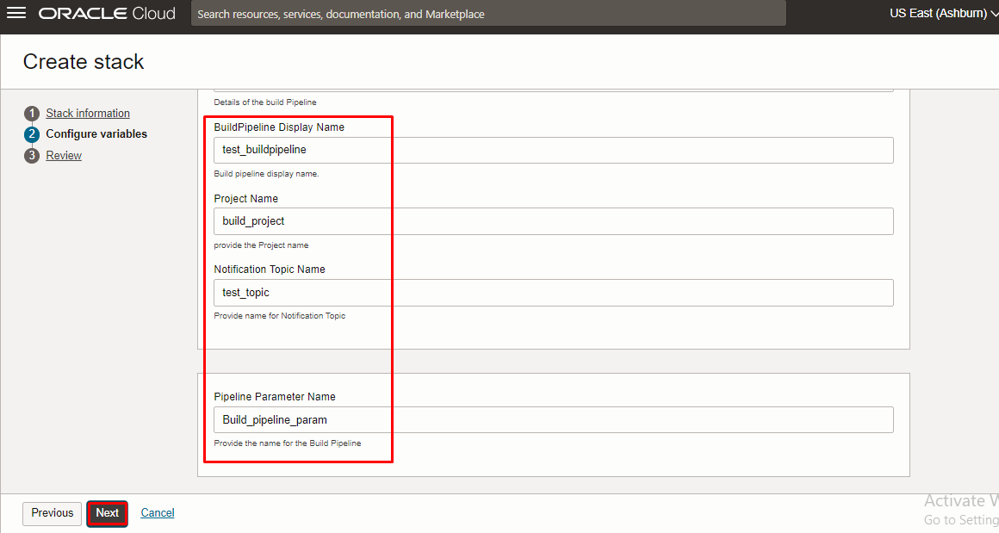 ORACLE Cloud
Search resources, services, documentation, and Marketplace
US East (Ashburn)
Create stack
1 Stack information
2 Configure variables
3 Review
Details of the build Pipeline
BuildPipeline Display Name
test_buildpipeline
Build pipeline display name.
Project Name
build_project
provide the Project name
Notification Topic Name
test_topic
Provide name for Notification Topic
Pipeline Parameter Name
Build_pipeline_param
Provide the name for the Build Pipeline
Previous
Next
Cancel
Activate W
Go to Setting